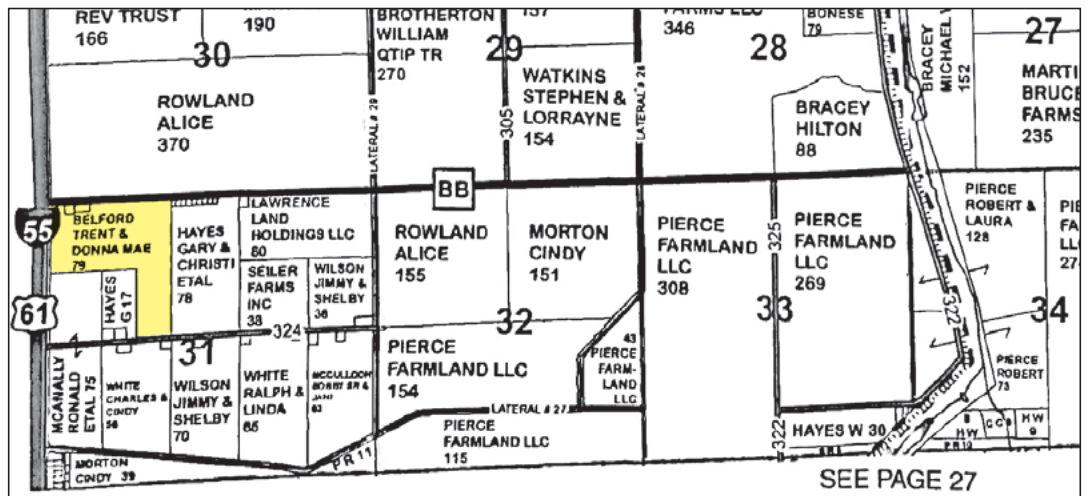 REV TRUST
166
190
30
ROWLAND
ALICE
370
BROTHERTON
WILLIAM
QTIP TR
270
LATERAL # 29
29
305
WATKINS
STEPHEN &
LORRAYNE
154
LATERAL # 28
346
28
BONESE
79
BRACEY
HILTON
88
BRACEY
MICHAEL
152
27
MARTI
BRUCE
FARMS
235
BB
55
61
BELFORD
TRENT &
DONNA MAE
79
HAYES
G 17
HAYES
GARY &
CHRISTI
ETAL
78
LAWRENCE
LAND
HOLDINGS LLC
80
SEILER
FARMS
INC
38
WILSON
JIMMY &
SHELBY
36
324
31
MCANALLY
RONALD
ETAL 75
WHITE
CHARLES &
CINDY
WILSON
JIMMY &
SHELBY
70
WHITE
RALPH &
LINDA
65
MORTON
CINDY 39
PR 11
ROWLAND
ALICE
155
MORTON
CINDY
151
32
PIERCE
FARMLAND LLC
154
43
PIERCE
FARM-
LAND
LLC
LATERAL # 27
PIERCE
FARMLAND LLC
115
PIERCE
FARMLAND
LLC
308
325
33
PIERCE
FARMLAND
LLC
269
322
322
HAYES W 30
PIERCE
ROBERT &
LAURA
128
34
PIERCE
ROBERT
73
HW
HW
9
SEE PAGE 27